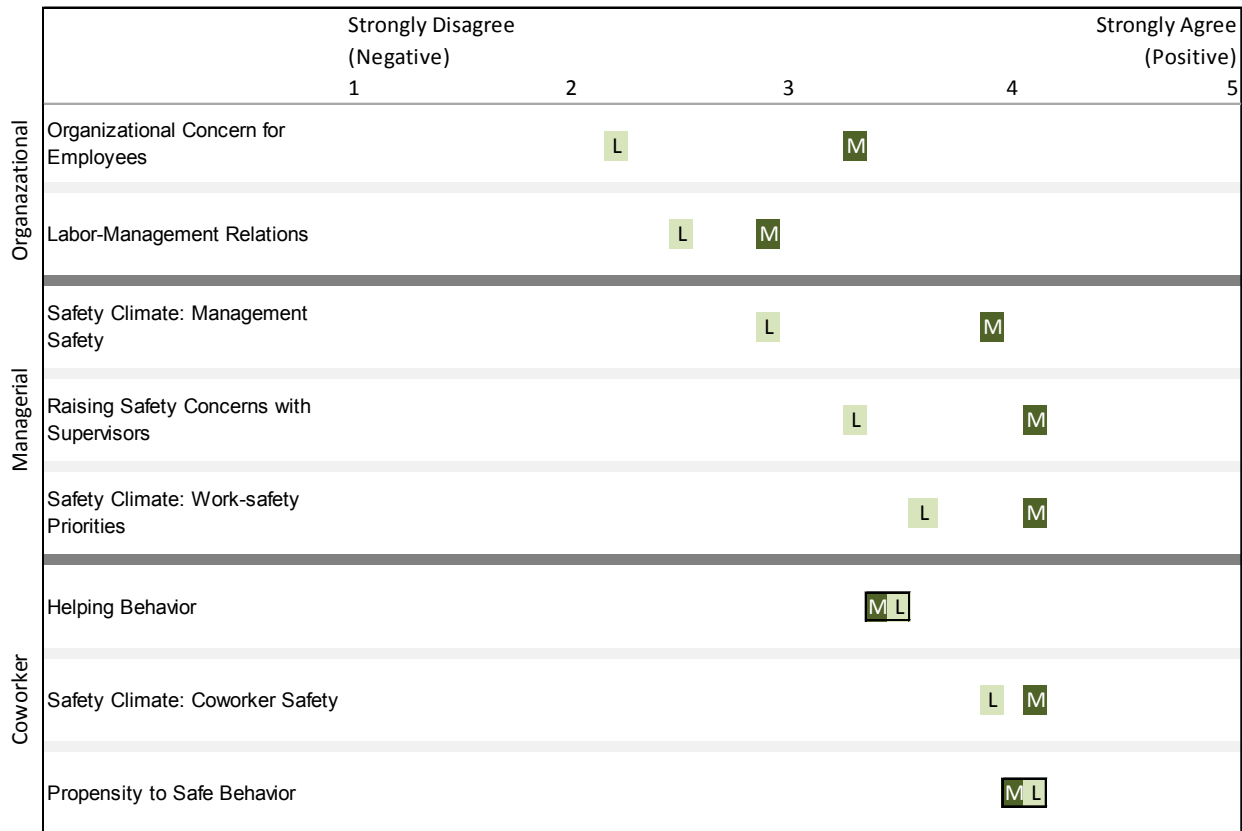 Strongly Disagree
(Negative)
Strongly Agree
(Positive)
1 2 3 4 5
Organazational
Organizational Concern for
Employees
L M
Labor-Management Relations
L M
Managerial
Safety Climate: Management
Safety
L M
Raising Safety Concerns with
Supervisors
L M
Safety Climate: Work-safety
Priorities
L M
Coworker
Helping Behavior
M L
Safety Climate: Coworker Safety
L M
Propensity to Safe Behavior
M L